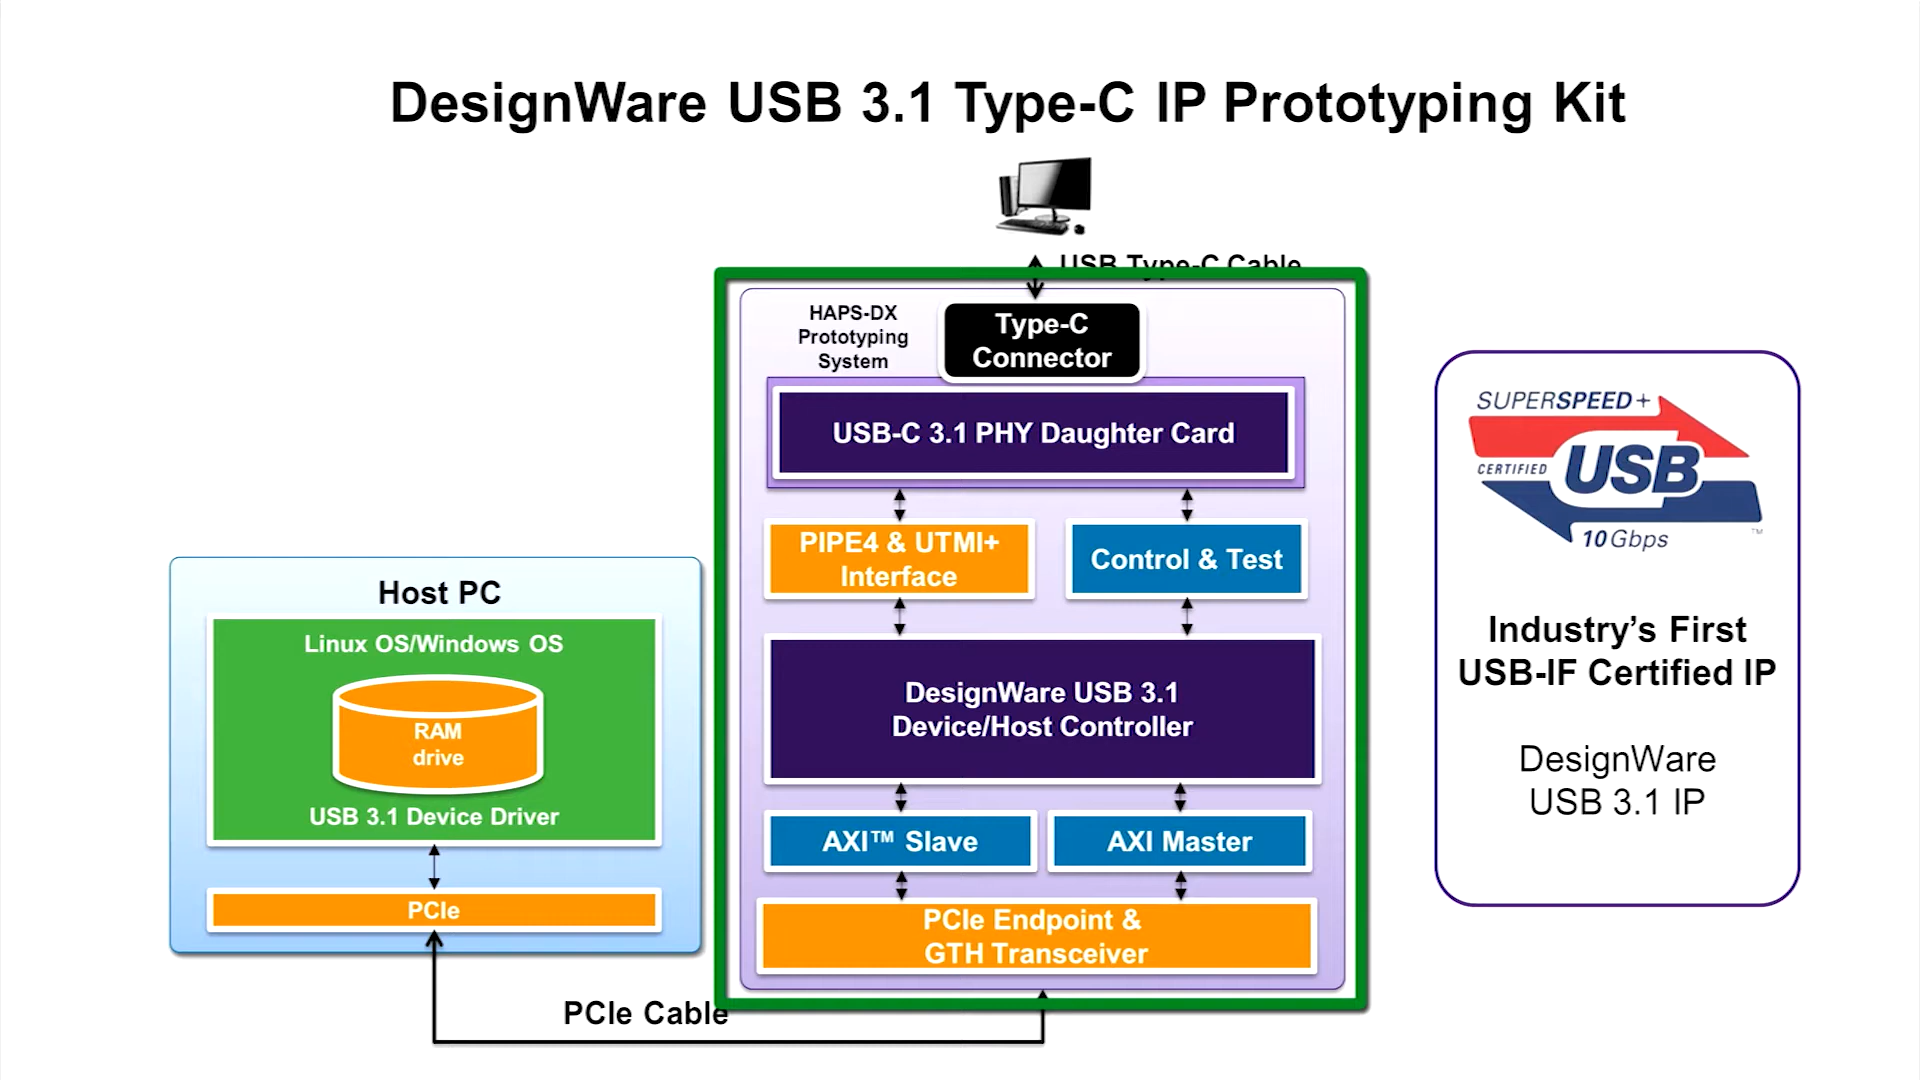 DesignWare USB 3.1 Type-C IP Prototyping Kit
USB Type-C Cable
HAPS-DX
Prototyping
System
Type-C
Connector
USB-C 3.1 PHY Daughter Card
PIPE4 & UTMI+
Interface
Control & Test
DesignWare USB 3.1
Device/Host Controller
AXI™ Slave
AXI Master
PCIe Endpoint &
GTH Transceiver
Host PC
Linux OS/Windows OS
RAM
drive
USB 3.1 Device Driver
PCIe
PCIe Cable
SUPERSPEED+
CERTIFIED USB
10 Gbps
TM
Industry's First
USB-IF Certified IP
DesignWare
USB 3.1 IP